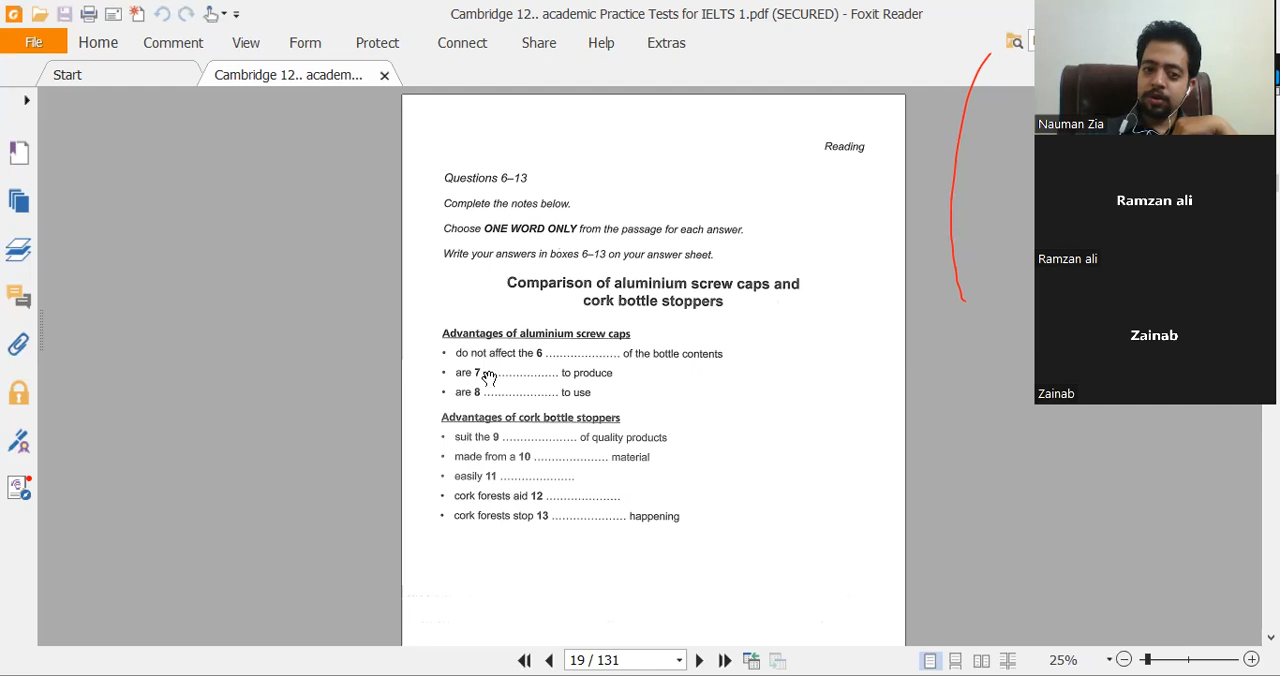 Cambridge 12.. academic Practice Tests for IELTS 1.pdf (SECURED) - Foxit Reader
File Home Comment View Form Protect Connect Share Help Extras
Start Cambridge 12.. academ...
Nauman Zia
Ramzan ali
Ramzan ali
Zainab
Zainab
Reading
Questions 6–13
Complete the notes below.
Choose ONE WORD ONLY from the passage for each answer.
Write your answers in boxes 6–13 on your answer sheet.
Comparison of aluminium screw caps and
cork bottle stoppers
Advantages of aluminium screw caps
• do not affect the 6 .................... of the bottle contents
• are 7 .................... to produce
• are 8 .................... to use
Advantages of cork bottle stoppers
• suit the 9 .................... of quality products
• made from a 10 .................... material
• easily 11 ....................
• cork forests aid 12 ....................
• cork forests stop 13 .................... happening
19 / 131
25%